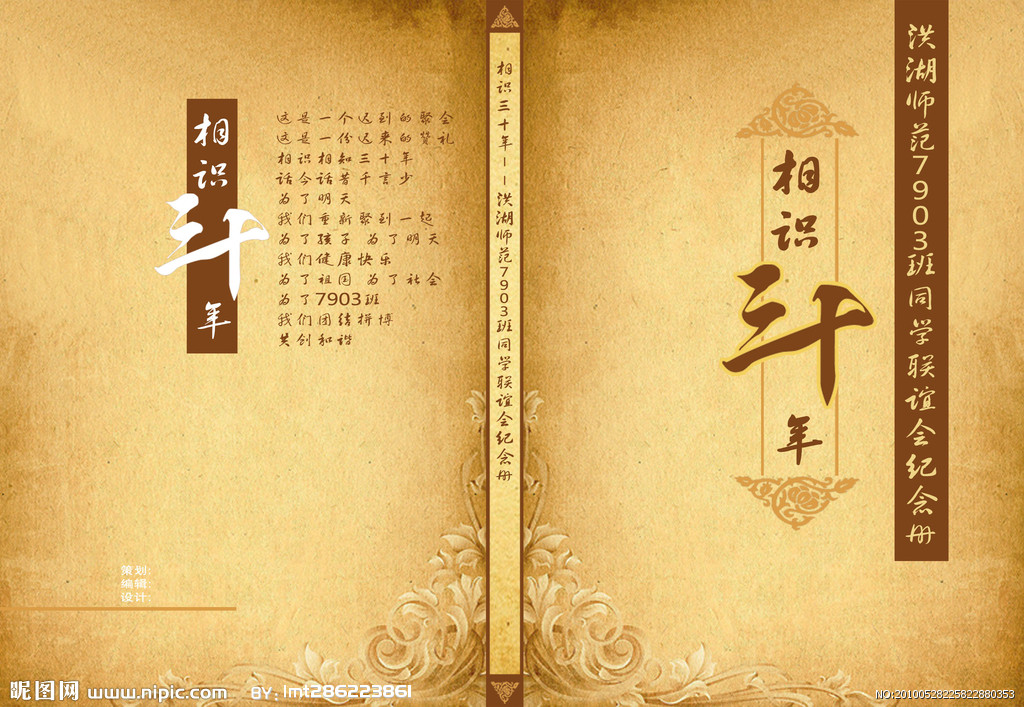 相识三十年
这是一个迟到的聚会
这是一份迟来的贺礼
相识相知三十年
话今话昔千言少
为了明天
我们重新聚到一起
为了孩子 为了明天
我们健康快乐
为了祖国 为了社会
为了7903班
我们团结拼博
共创和谐
策划:
编辑:
设计:
相识三十年——洪湖师范7903班同学联谊会纪念册
相识三十年
洪湖师范7903班同学联谊会纪念册
昵图网 www.nipic.com BY: lmt286223861
NO:20100528225822880353